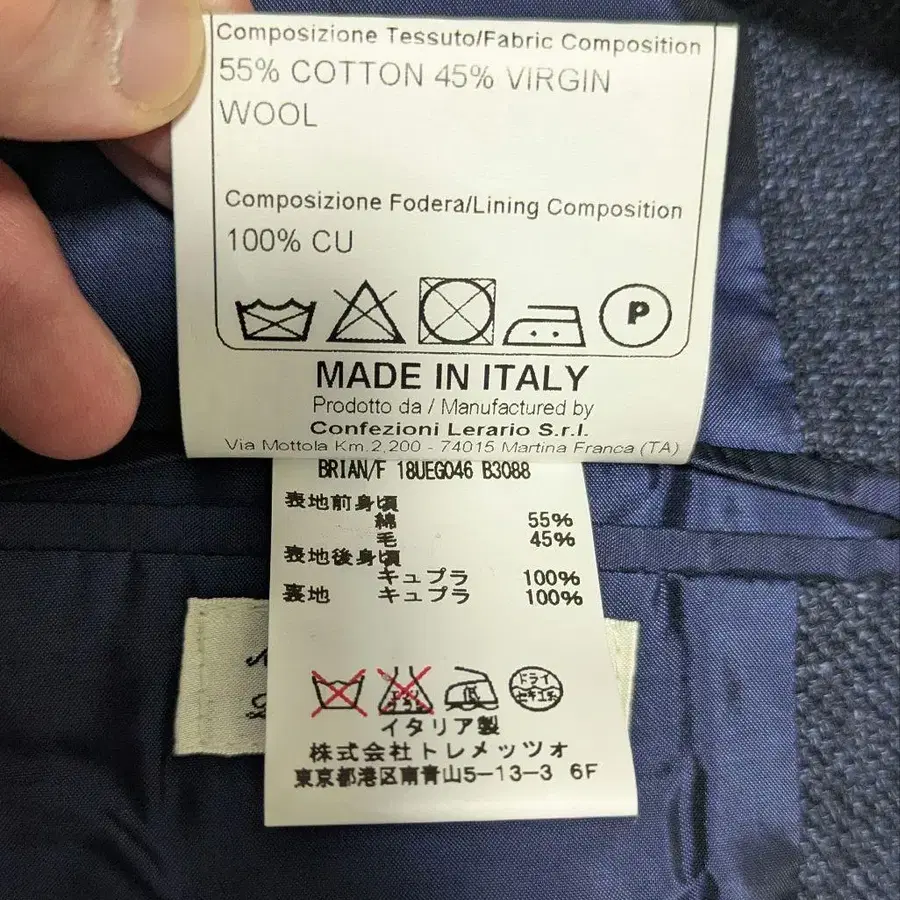 Composizione Tessuto/Fabric Composition
55% COTTON 45% VIRGIN
WOOL
Composizione Fodera/Lining Composition
100% CU
P
MADE IN ITALY
Prodotto da / Manufactured by
Confezioni Lerario S.r.l.
Via Mottola Km.2,200 - 74015 Martina Franca (TA)
BRIAN/F 18UEG046 B3088
表地前身頃
綿 55%
毛 45%
表地後身頃
キュプラ 100%
裏地 キュプラ 100%
ドライ
セキユ系
イタリア製
株式会社トレメッツォ
東京都港区南青山5-13-3 6F